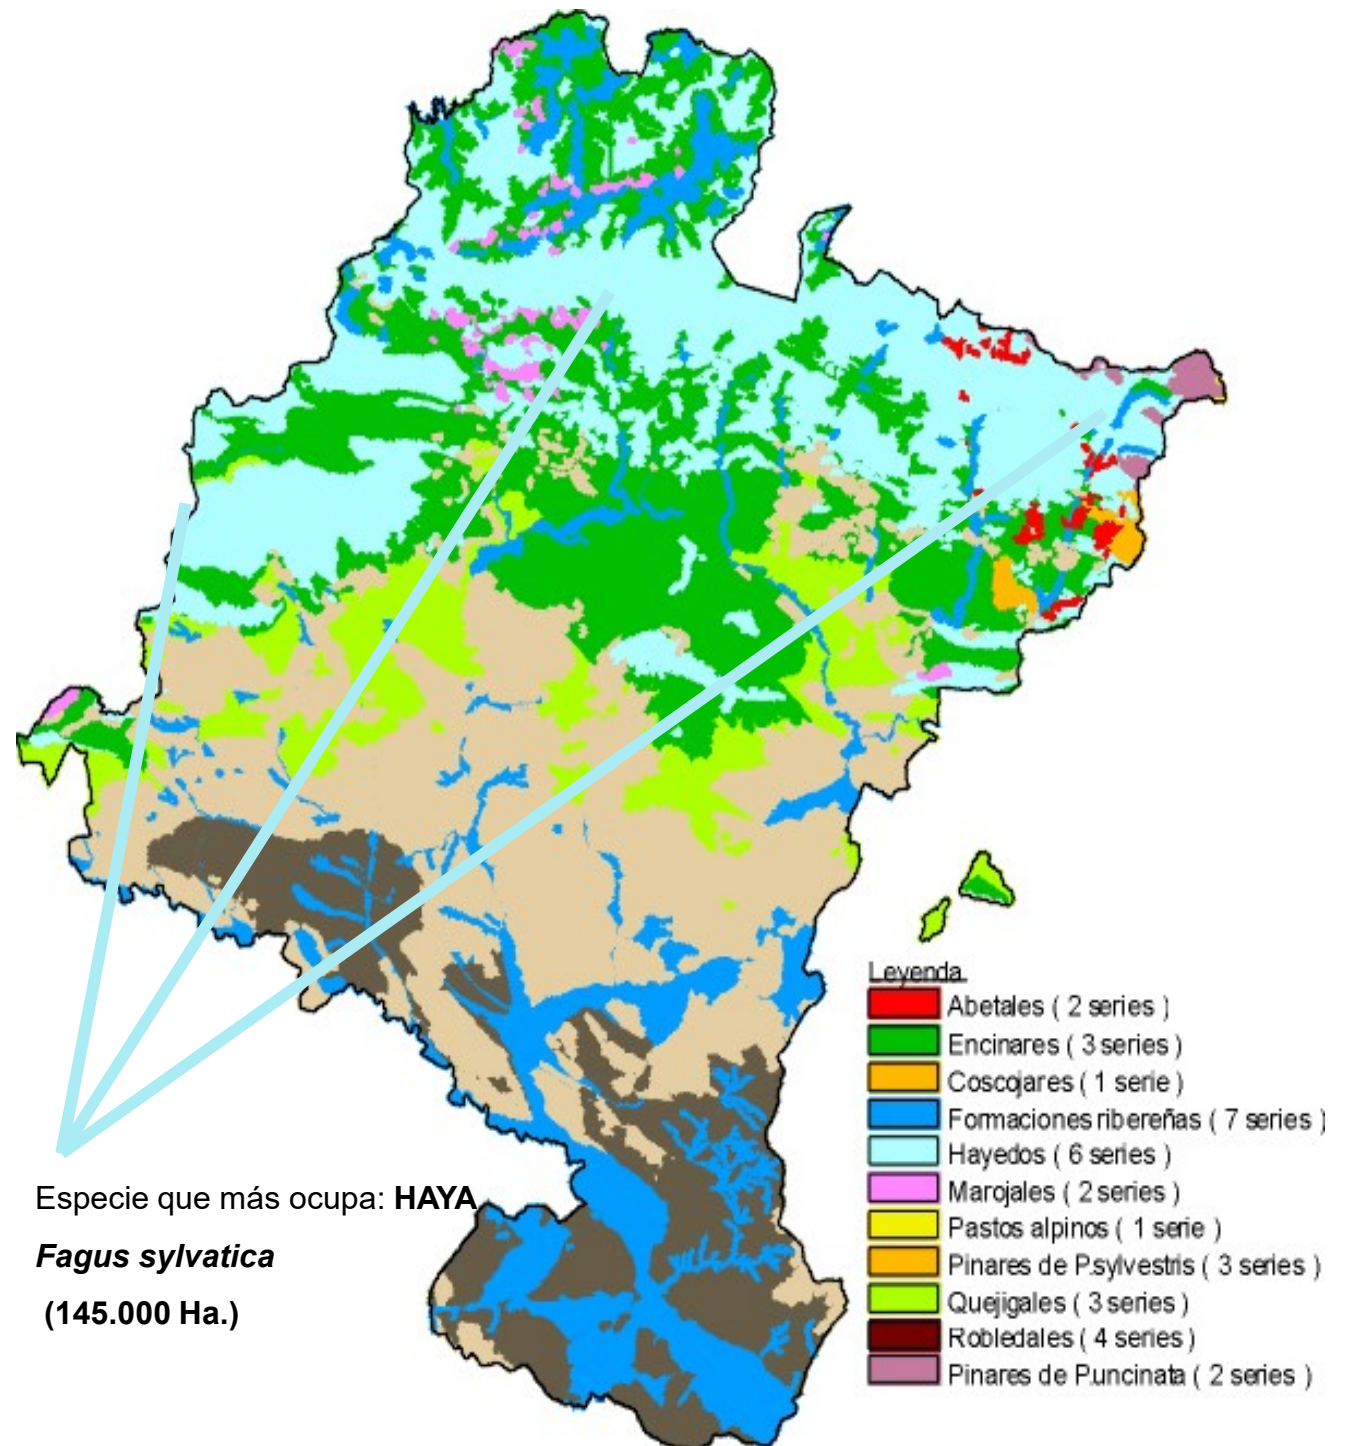 Leyenda
Abetales ( 2 series )
Encinares ( 3 series )
Coscojares ( 1 serie )
Formaciones ribereñas ( 7 series )
Hayedos ( 6 series )
Marojales ( 2 series )
Pastos alpinos ( 1 serie )
Pinares de P.sylvestris ( 3 series )
Quejigales ( 3 series )
Robledales ( 4 series )
Pinares de P.uncinata ( 2 series )
Especie que más ocupa: HAYA
Fagus sylvatica
(145.000 Ha.)